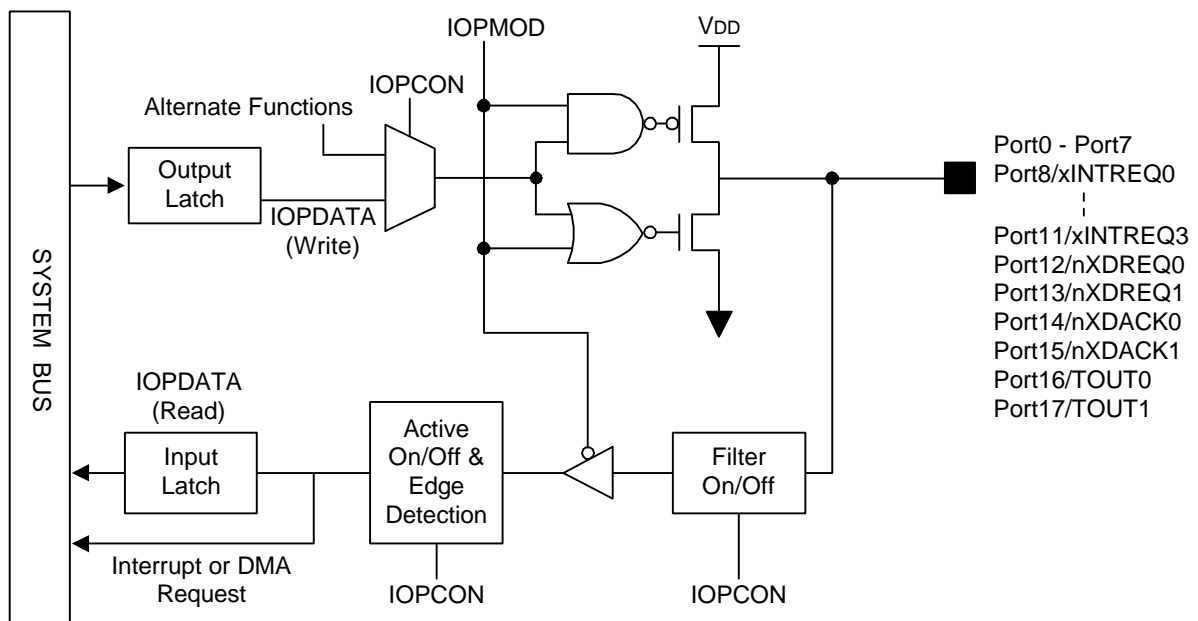 IOPMOD
VDD
IOPCON
Alternate Functions
Output
Latch
IOPDATA
(Write)
SYSTEM BUS
Port0 - Port7
Port8/xINTREQ0
Port11/xINTREQ3
Port12/nXDREQ0
Port13/nXDREQ1
Port14/nXDACK0
Port15/nXDACK1
Port16/TOUT0
Port17/TOUT1
IOPDATA
(Read)
Input
Latch
Active
On/Off &
Edge
Detection
Filter
On/Off
Interrupt or DMA
Request
IOPCON
IOPCON